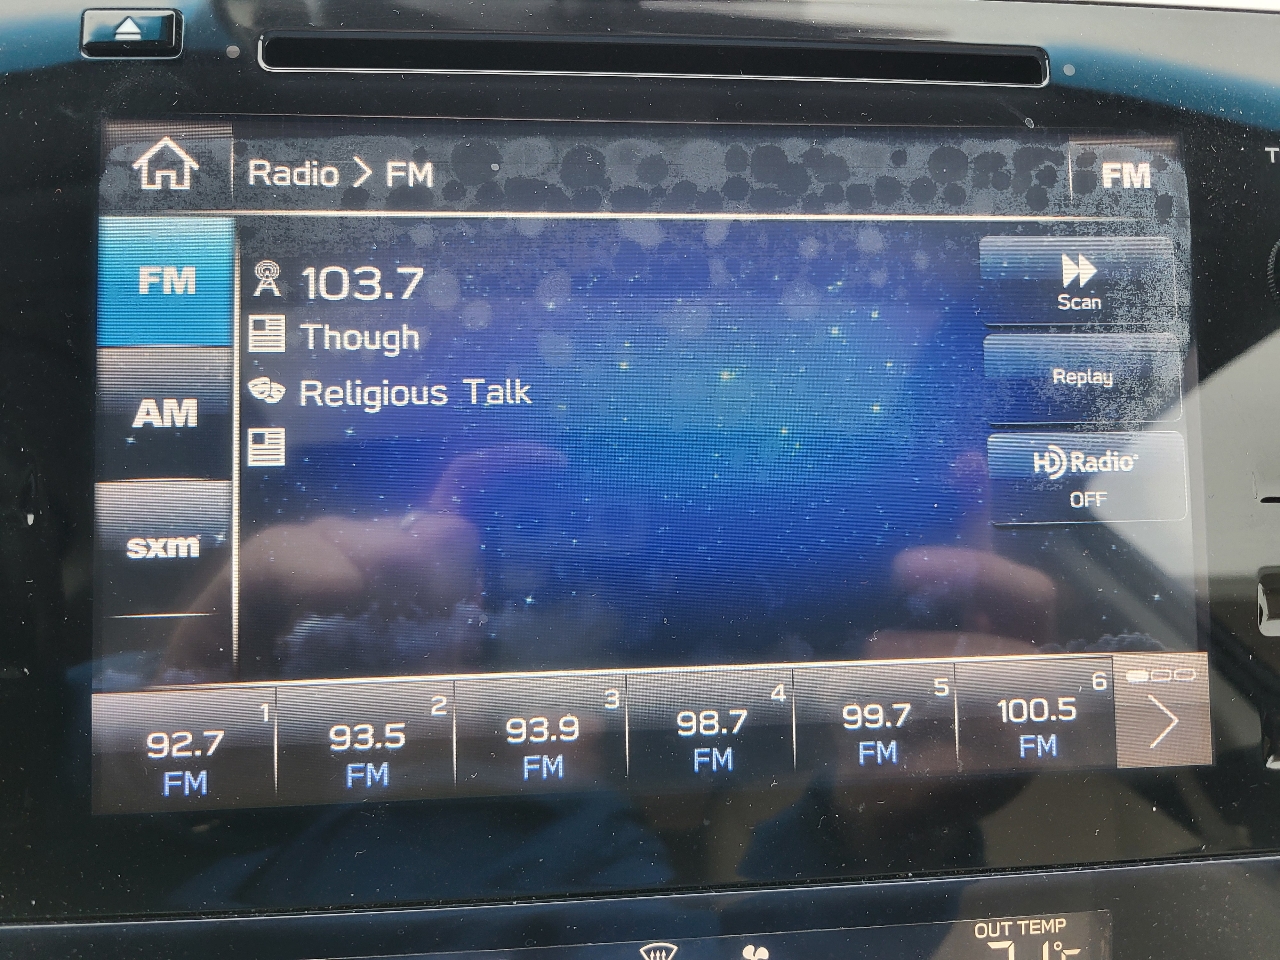 Radio > FM
FM
FM
AM
sxm
103.7
Though
Religious Talk
Scan
Replay
HD Radio
OFF
1
92.7
FM
2
93.5
FM
3
93.9
FM
4
98.7
FM
5
99.7
FM
6
100.5
FM
OUT TEMP